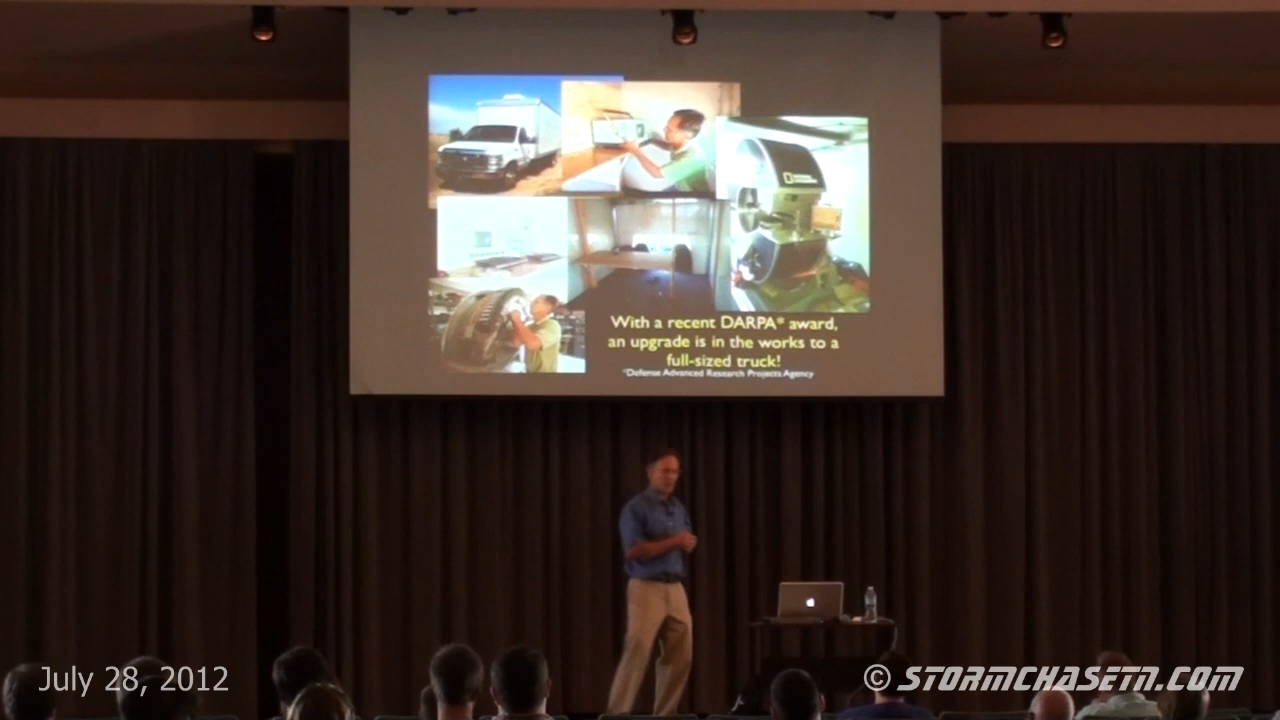 With a recent DARPA* award,
an upgrade is in the works to a
full-sized truck!
*Defense Advanced Research Projects Agency
July 28, 2012
© STORMCHASETN.COM